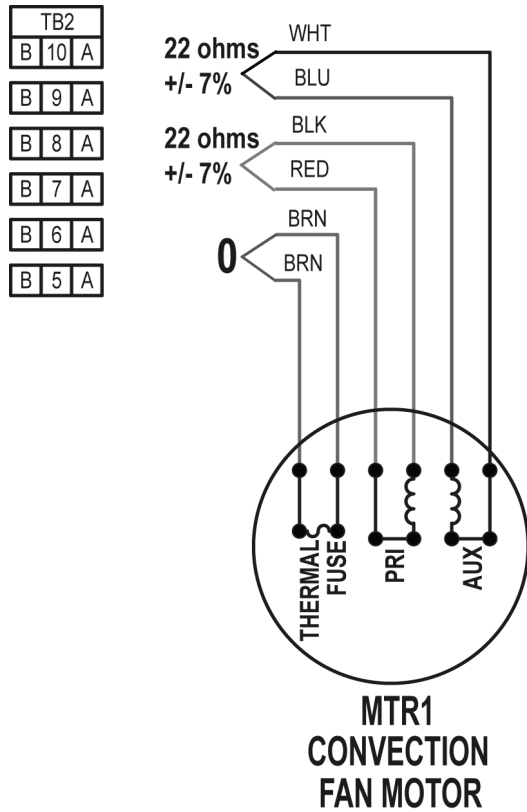 TB2
B 10 A
B 9 A
B 8 A
B 7 A
B 6 A
B 5 A
22 ohms
+/- 7%
WHT
BLU
22 ohms
+/- 7%
BLK
RED
0
BRN
BRN
THERMAL
FUSE
PRI
AUX
MTR1
CONVECTION
FAN MOTOR